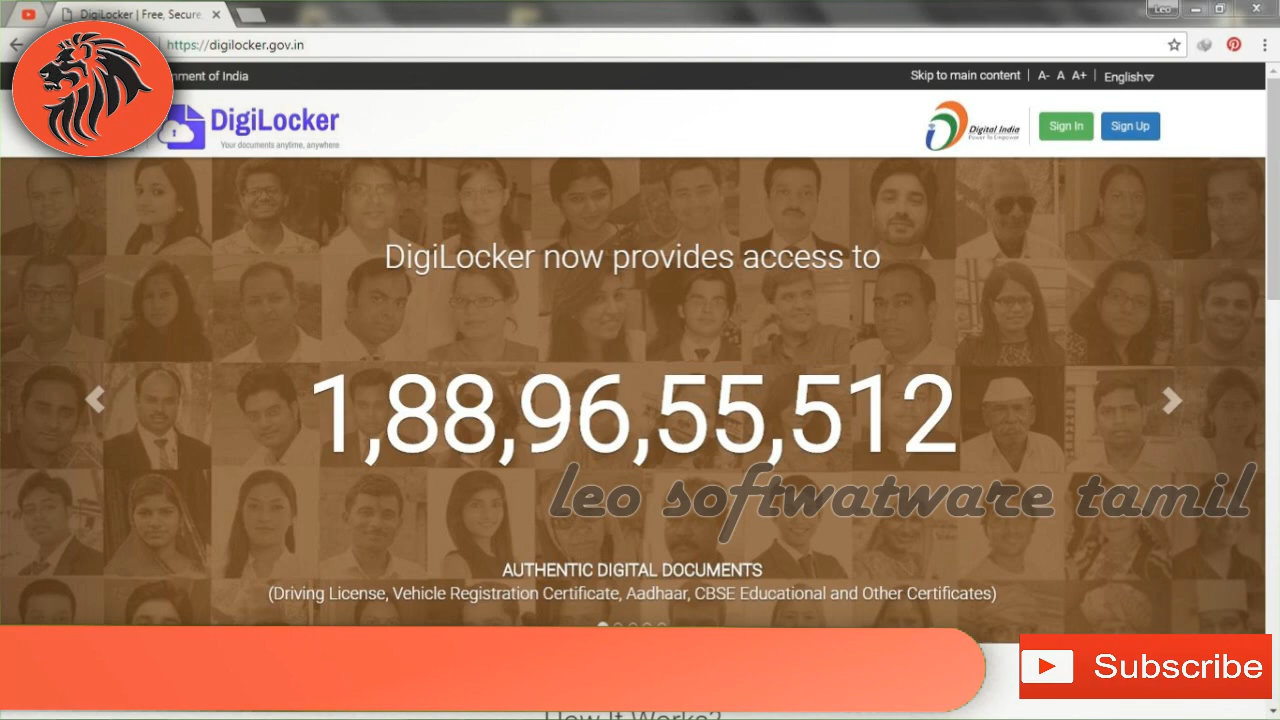 DigiLocker | Free, Secure,
Leo
https://digilocker.gov.in
nment of India
Skip to main content | A- A A+ | English
DigiLocker
Your documents anytime, anywhere
Digital India
Power To Empower
Sign In
Sign Up
DigiLocker now provides access to
1,88,96,55,512
leo softwatware tamil
AUTHENTIC DIGITAL DOCUMENTS
(Driving License, Vehicle Registration Certificate, Aadhaar, CBSE Educational and Other Certificates)
Subscribe
How It Works?